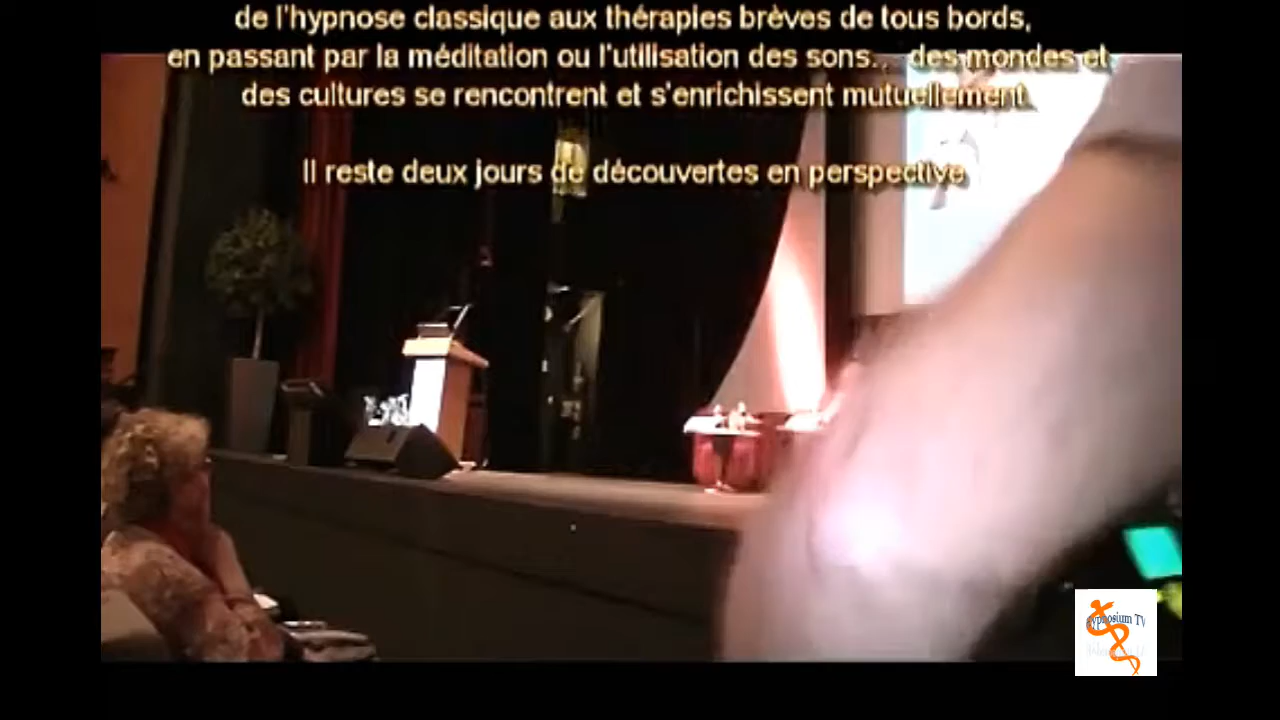 de l'hypnose classique aux thérapies brèves de tous bords,
en passant par la méditation ou l'utilisation des sons... des mondes et
des cultures se rencontrent et s'enrichissent mutuellement.
Il reste deux jours de découvertes en perspective
Hypnosium TV